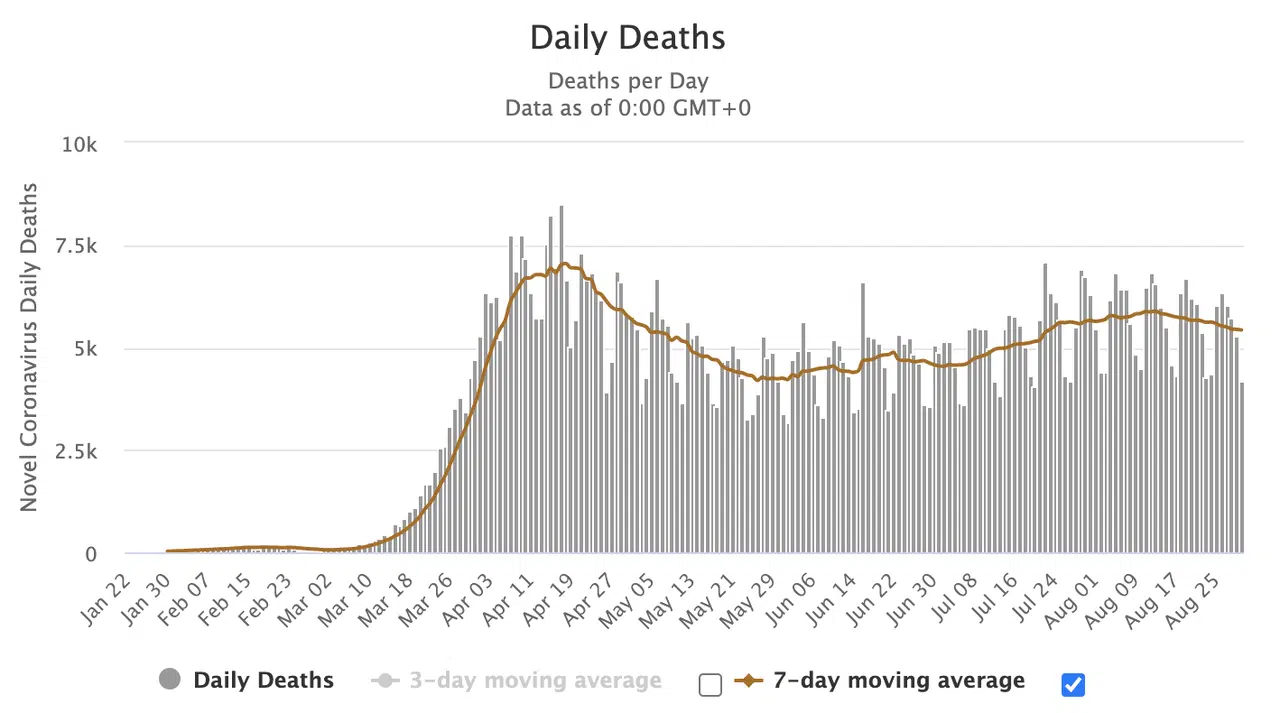 Daily Deaths
Deaths per Day
Data as of 0:00 GMT+0
Novel Coronavirus Daily Deaths
10k
7.5k
5k
2.5k
0
Jan 22
Jan 30
Feb 07
Feb 15
Feb 23
Mar 02
Mar 10
Mar 18
Mar 26
Apr 03
Apr 11
Apr 19
Apr 27
May 05
May 13
May 21
May 29
Jun 06
Jun 14
Jun 22
Jun 30
Jul 08
Jul 16
Jul 24
Aug 01
Aug 09
Aug 17
Aug 25
Daily Deaths
3-day moving average
7-day moving average